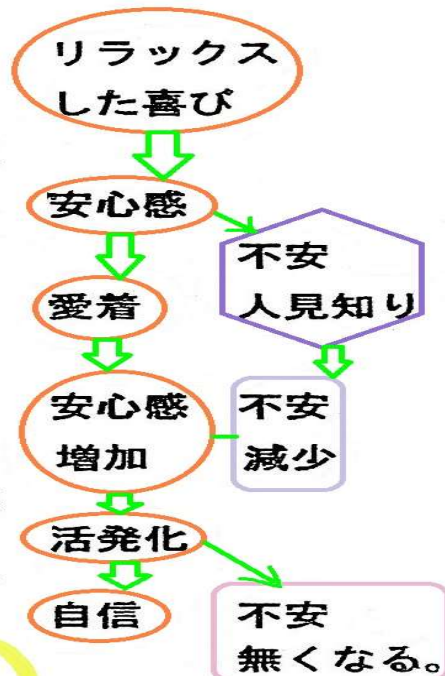 リラックス
した喜び
安心感
不安
人見知り
愛着
安心感
増加
不安
減少
活発化
自信
不安
無くなる。